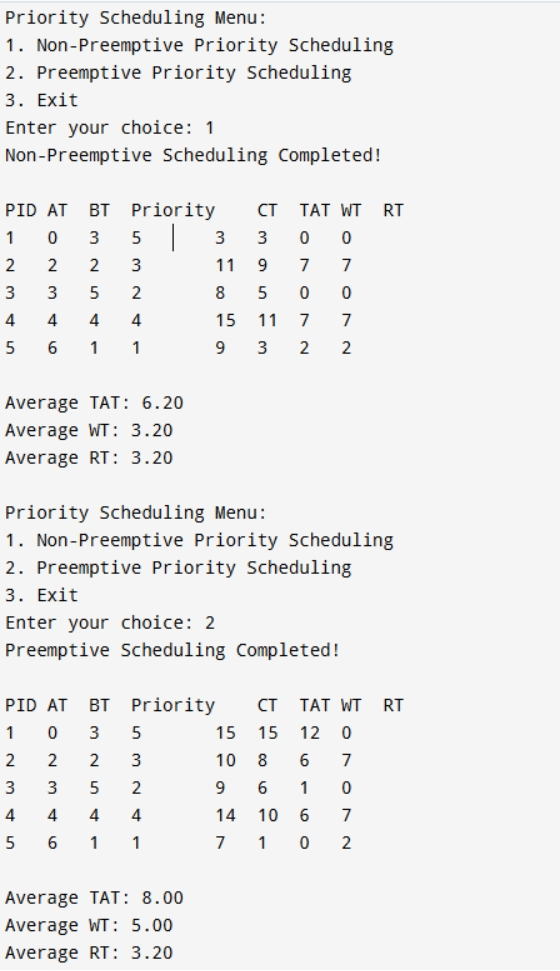 Priority Scheduling Menu:
1. Non-Preemptive Priority Scheduling
2. Preemptive Priority Scheduling
3. Exit
Enter your choice: 1
Non-Preemptive Scheduling Completed!
PID AT  BT  Priority    CT  TAT WT  RT
1   0   3   5       3   3   0   0
2   2   2   3       11  9   7   7
3   3   5   2       8   5   0   0
4   4   4   4       15  11  7   7
5   6   1   1       9   3   2   2
Average TAT: 6.20
Average WT: 3.20
Average RT: 3.20
Priority Scheduling Menu:
1. Non-Preemptive Priority Scheduling
2. Preemptive Priority Scheduling
3. Exit
Enter your choice: 2
Preemptive Scheduling Completed!
PID AT  BT  Priority    CT  TAT WT  RT
1   0   3   5       15  15  12  0
2   2   2   3       10  8   6   7
3   3   5   2       9   6   1   0
4   4   4   4       14  10  6   7
5   6   1   1       7   1   0   2
Average TAT: 8.00
Average WT: 5.00
Average RT: 3.20